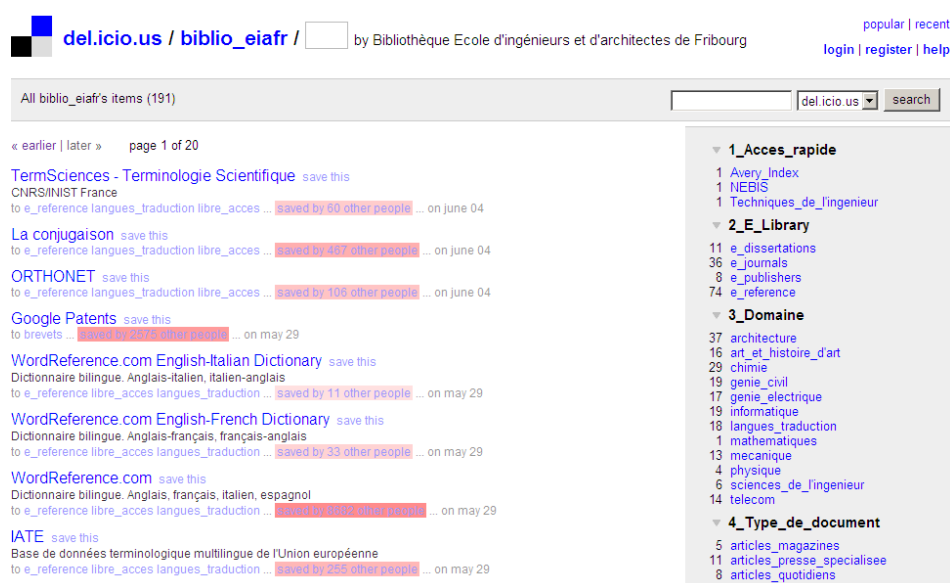 del.icio.us / biblio_eiafr / by Bibliothèque Ecole d'ingénieurs et d'architectes de Fribourg
popular | recent
login | register | help
All biblio_eiafr's items (191)
del.icio.us search
« earlier | later » page 1 of 20
TermSciences - Terminologie Scientifique save this
CNRS/INIST France
to e_reference langues_traduction libre_acces ... saved by 60 other people ... on june 04
La conjugaison save this
to e_reference langues_traduction libre_acces ... saved by 467 other people ... on june 04
ORTHONET save this
to e_reference langues_traduction libre_acces ... saved by 106 other people ... on june 04
Google Patents save this
to brevets ... saved by 2575 other people ... on may 29
WordReference.com English-Italian Dictionary save this
Dictionnaire bilingue. Anglais-italien, italien-anglais
to e_reference libre_acces langues_traduction ... saved by 11 other people ... on may 29
WordReference.com English-French Dictionary save this
Dictionnaire bilingue. Anglais-français, français-anglais
to e_reference libre_acces langues_traduction ... saved by 33 other people ... on may 29
WordReference.com save this
Dictionnaire bilingue. Anglais, français, italien, espagnol
to e_reference libre_acces langues_traduction ... saved by other people ... on may 29
IATE save this
Base de données terminologique multilingue de l'Union européenne
to e_reference libre_acces langues_traduction ... saved by 255 other people ... on may 29
1_Acces_rapide
1 Avery_Index
1 NEBIS
1 Techniques_de_l'ingenieur
2_E_Library
11 e_dissertations
36 e_journals
8 e_publishers
74 e_reference
3_Domaine
37 architecture
16 art_et_histoire_d'art
29 chimie
19 genie_civil
17 genie_electrique
19 informatique
18 langues_traduction
1 mathematiques
13 mecanique
4 physique
6 sciences_de_l'ingenieur
14 telecom
4_Type_de_document
5 articles_magazines
11 articles_presse_specialisee
8 articles_quotidiens